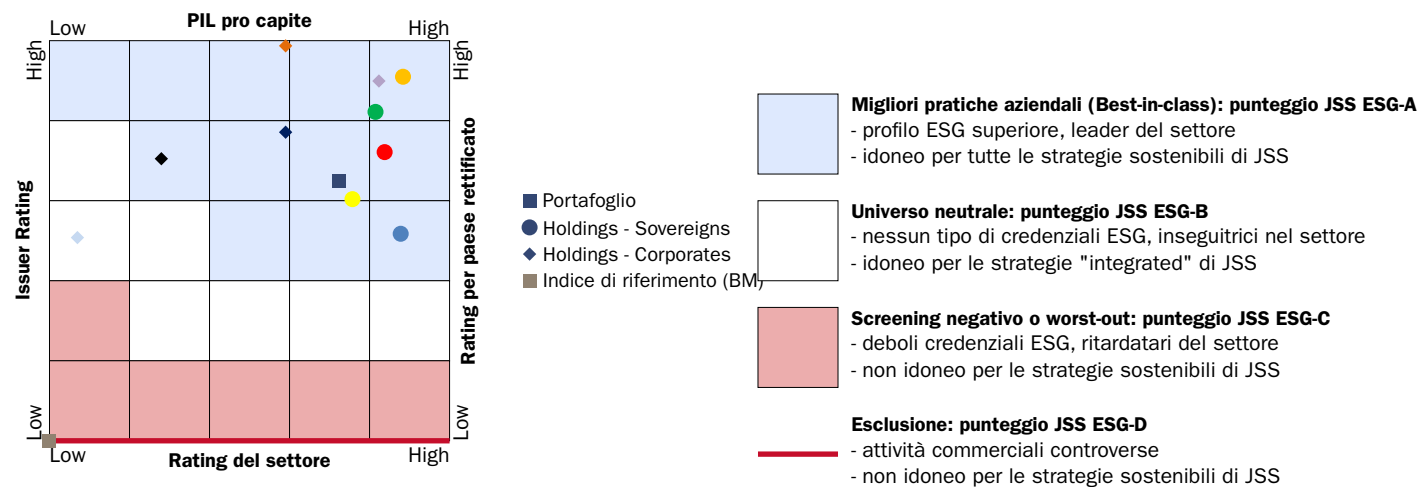 PIL pro capite
Low
High
High
High
Issuer Rating
Rating per paese rettificato
Low
Low
Low
High
Rating del settore
Portafoglio
Holdings - Sovereigns
Holdings - Corporates
Indice di riferimento (BM)
Migliori pratiche aziendali (Best-in-class): punteggio JSS ESG-A
- profilo ESG superiore, leader del settore
- idoneo per tutte le strategie sostenibili di JSS
Universo neutrale: punteggio JSS ESG-B
- nessun tipo di credenziali ESG, inseguitrici nel settore
- idoneo per le strategie "integrated" di JSS
Screening negativo o worst-out: punteggio JSS ESG-C
- deboli credenziali ESG, ritardatari del settore
- non idoneo per le strategie sostenibili di JSS
Esclusione: punteggio JSS ESG-D
- attività commerciali controverse
- non idoneo per le strategie sostenibili di JSS